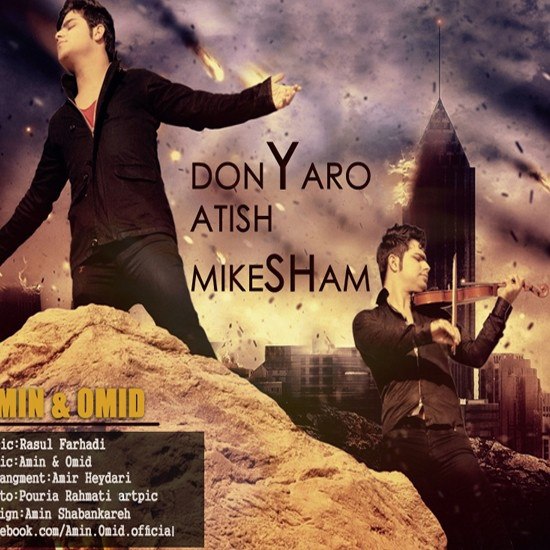 DONYARO
ATISH
MIKESHAM
MIN & OMID
ic:Rasul Farhadi
ic:Amin & Omid
angment:Amir Heydari
to:Pouria Rahmati artpic
ign:Amin Shabankareh
cebook.com/Amin.Omid.official